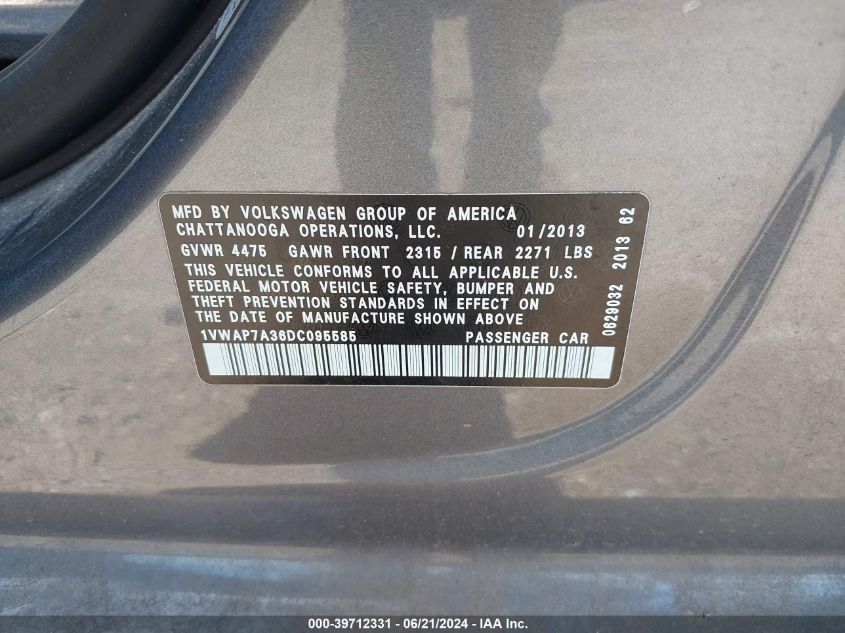 MFD BY VOLKSWAGEN GROUP OF AMERICA
CHATTANOOGA OPERATIONS, LLC. 01/2013
GVWR 4475 GAWR FRONT 2315 / REAR 2271 LBS
THIS VEHICLE CONFORMS TO ALL APPLICABLE U.S.
FEDERAL MOTOR VEHICLE SAFETY, BUMPER AND
THEFT PREVENTION STANDARDS IN EFFECT ON
THE DATE OF MANUFACTURE SHOWN ABOVE.
1VWAP7A36DC095585 PASSENGER CAR
0629032 2013 62
000-39712331 - 06/21/2024 - IAA Inc.